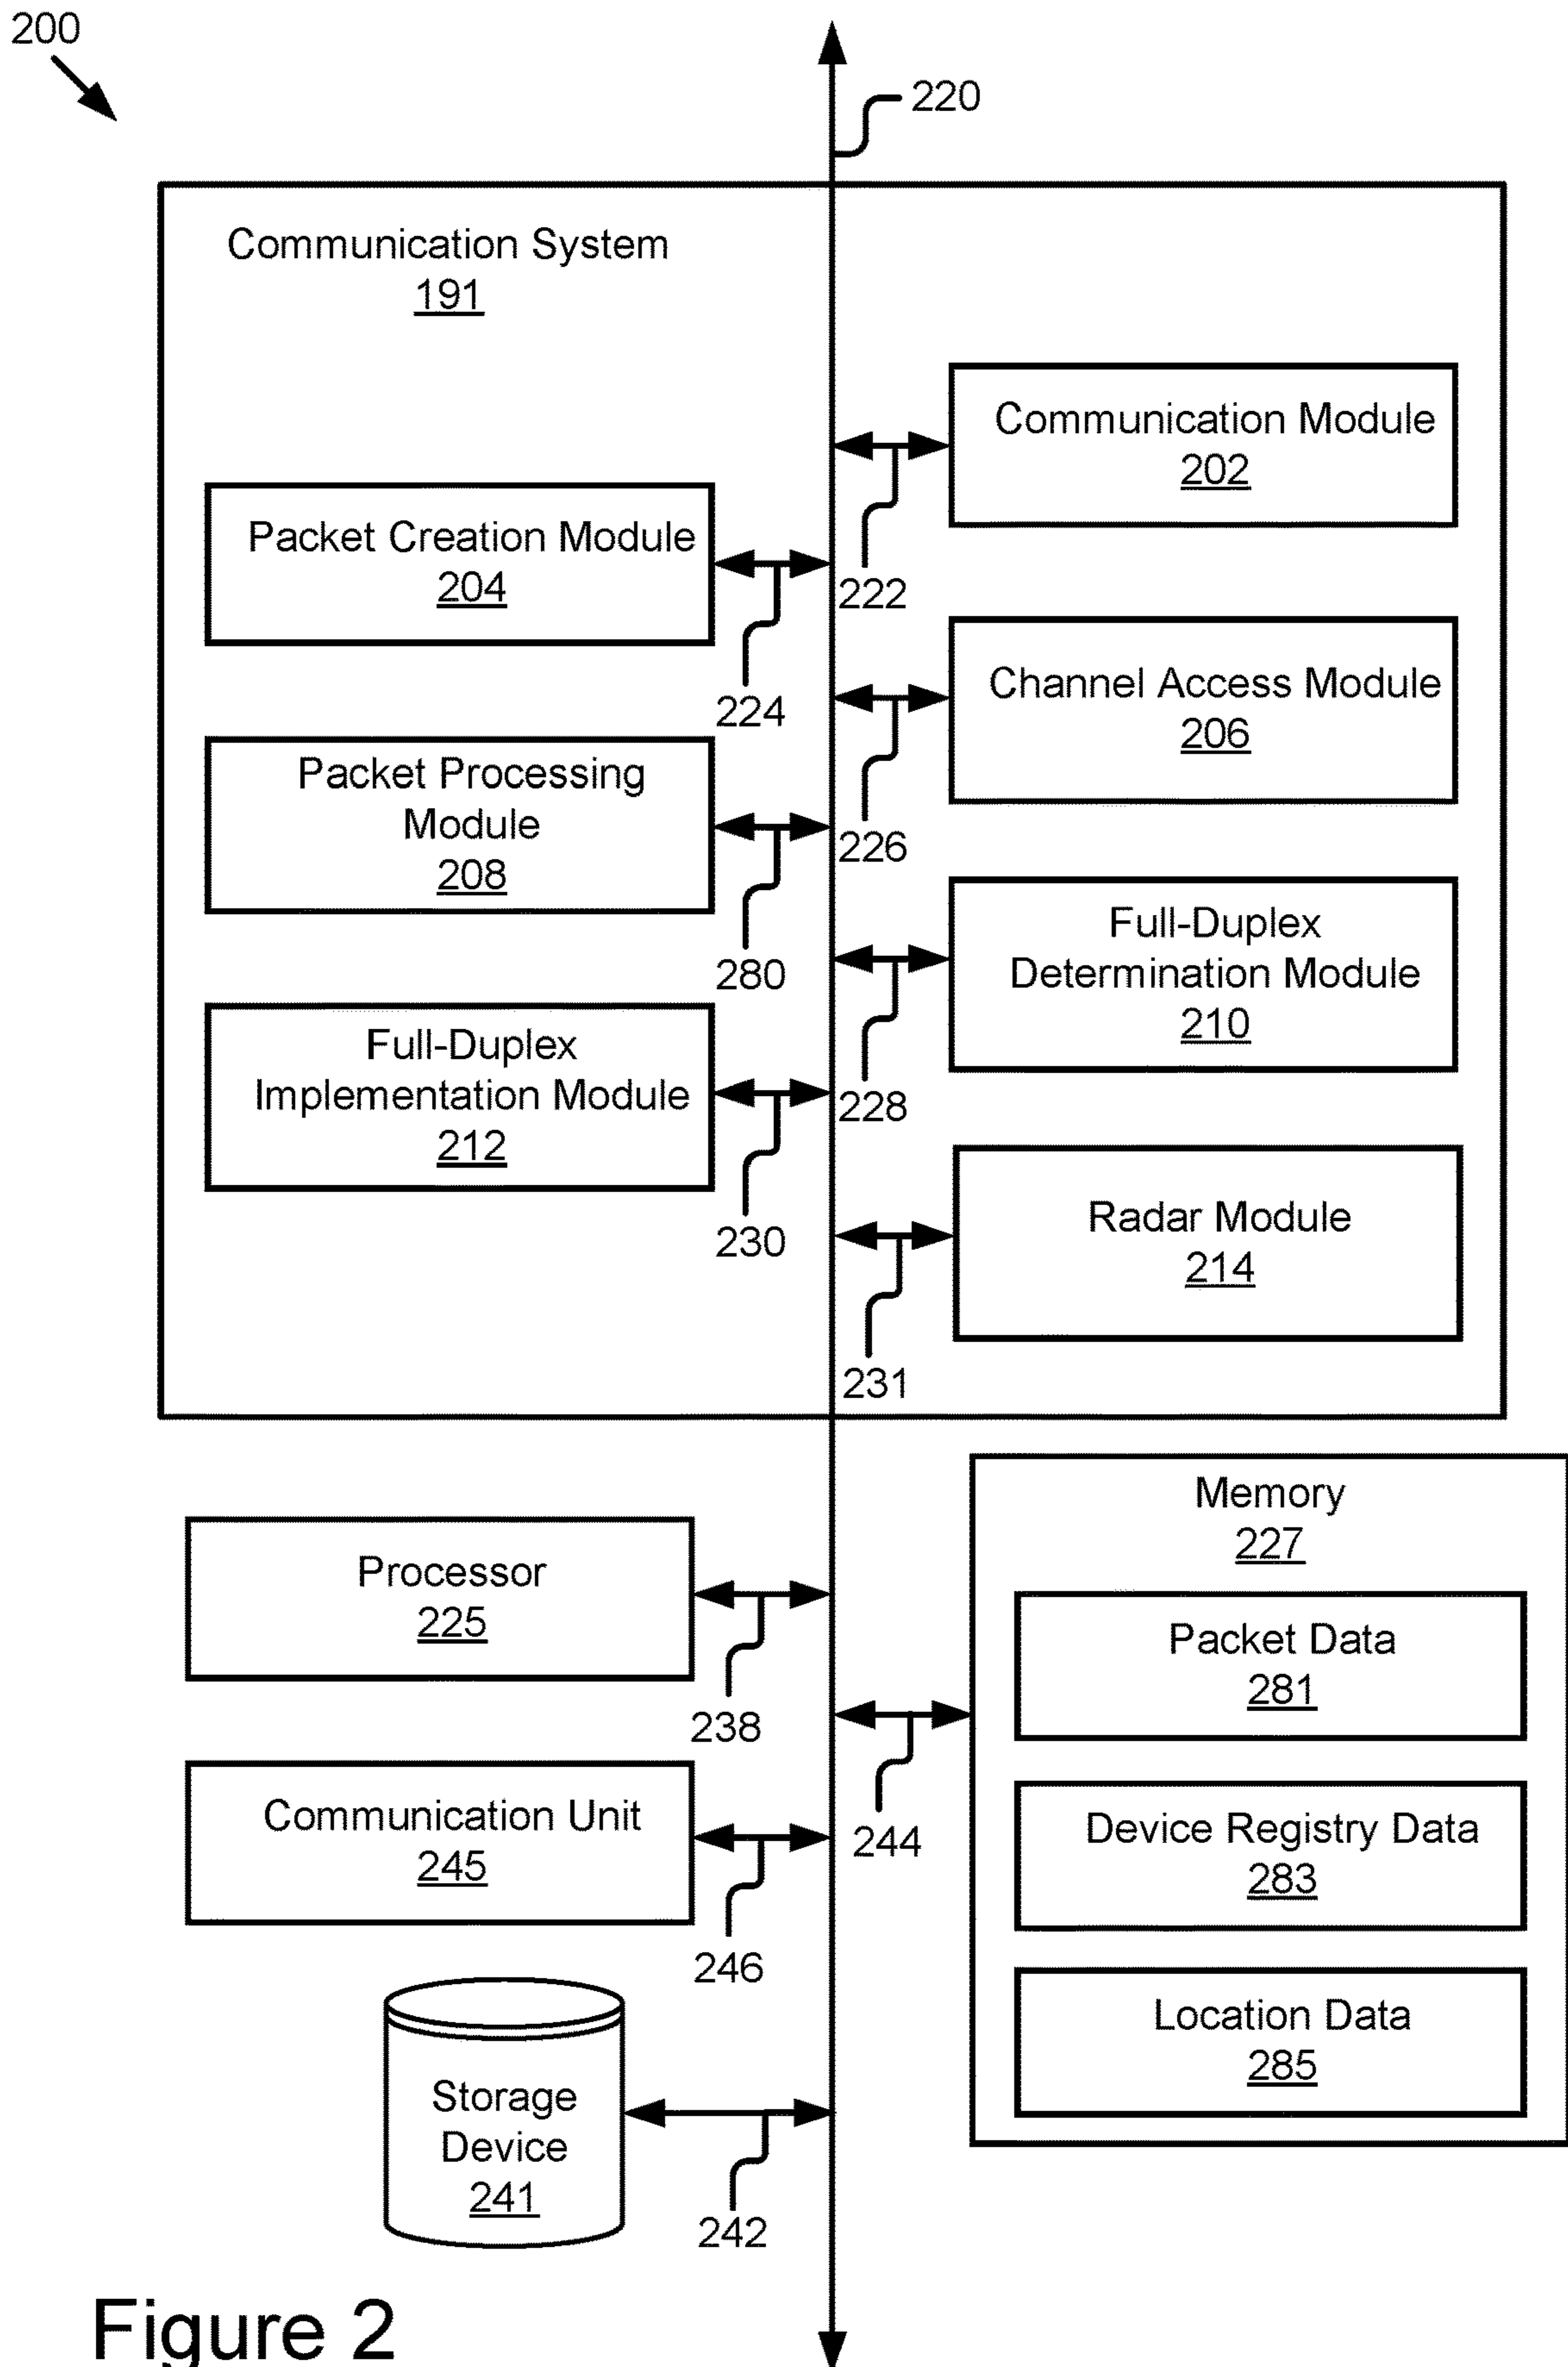 200
220
Communication System
191
Communication Module
202
222
Packet Creation Module
204
224
Channel Access Module
206
226
Packet Processing
Module
208
280
Full-Duplex
Determination Module
210
228
Full-Duplex
Implementation Module
212
230
Radar Module
214
231
Memory
227
Processor
225
238
Packet Data
281
244
Communication Unit
245
246
Device Registry Data
283
Location Data
285
Storage
Device
241
242
Figure 2